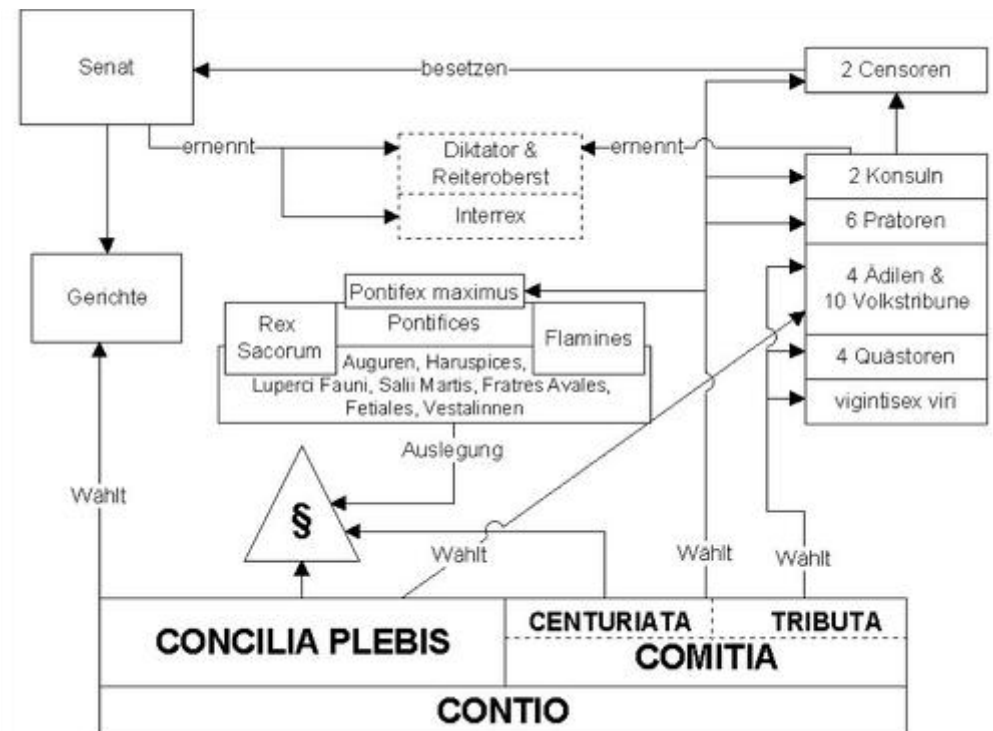 Senat
besetzen
2 Censoren
ernennt
Diktator &
Reiteroberst
ernennt
2 Konsuln
Interrex
6 Prätoren
Gerichte
4 Ädilen &
10 Volkstribune
Pontifex maximus
Rex
Sacorum
Pontifices
Flamines
Auguren, Haruspices,
Luperci Fauni, Salii Martis, Fratres Avales,
Fetiales, Vestalinnen
4 Quästoren
vigintisex viri
Auslegung
Wählt
§
Wählt
Wählt
Wählt
CONCILIA PLEBIS
CENTURIATA
TRIBUTA
COMITIA
CONTIO